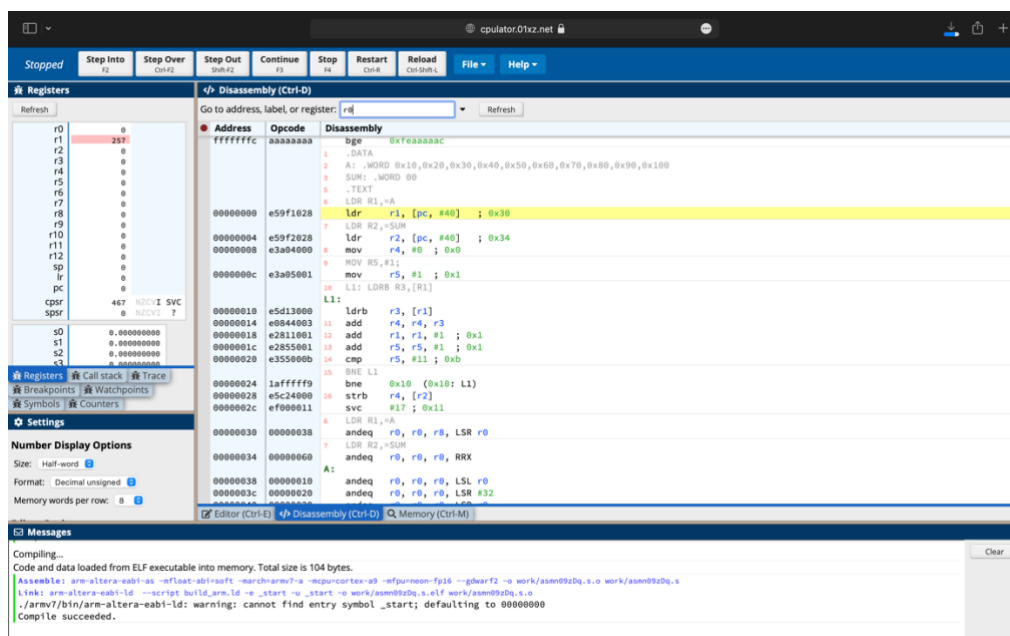 cpulator.01xz.net
Stopped
Step Into F2
Step Over Ctrl-F2
Step Out Shift-F2
Continue F3
Stop F4
Restart Ctrl-R
Reload Ctrl-Shift-L
File
Help
Registers
Refresh
r0 0
r1 257
r2 0
r3 0
r4 0
r5 0
r6 0
r7 0
r8 0
r9 0
r10 0
r11 0
r12 0
sp 0
lr 0
pc 0
cpsr 467 NZCVI SVC
spsr 0 NZCVI ?
s0 0.000000000
s1 0.000000000
s2 0.000000000
s3 0.000000000
Registers Call stack Trace
Breakpoints Watchpoints
Symbols Counters
Settings
Number Display Options
Size: Half-word
Format: Decimal unsigned
Memory words per row: 8
</> Disassembly (Ctrl-D)
Go to address, label, or register: r0 Refresh
Address Opcode Disassembly
fffffffc aaaaaaaa bge 0xfeaaaaac
1 .DATA
2 A: .WORD 0x10,0x20,0x30,0x40,0x50,0x60,0x70,0x80,0x90,0x100
3 SUM: .WORD 00
5 .TEXT
6 LDR R1,=A
00000000 e59f1028 ldr r1, [pc, #40] ; 0x30
7 LDR R2,=SUM
00000004 e59f2028 ldr r2, [pc, #40] ; 0x34
00000008 e3a04000 8 mov r4, #0 ; 0x0
9 MOV R5,#1;
0000000c e3a05001 mov r5, #1 ; 0x1
10 L1: LDRB R3,[R1]
L1:
00000010 e5d13000 ldrb r3, [r1]
00000014 e0844003 11 add r4, r4, r3
00000018 e2811001 12 add r1, r1, #1 ; 0x1
0000001c e2855001 13 add r5, r5, #1 ; 0x1
00000020 e355000b 14 cmp r5, #11 ; 0xb
15 BNE L1
00000024 1afffff9 bne 0x10 (0x10: L1)
00000028 e5c24000 16 strb r4, [r2]
0000002c ef000011 svc #17 ; 0x11
6 LDR R1,=A
00000030 00000038 andeq r0, r0, r8, LSR r0
7 LDR R2,=SUM
00000034 00000060 andeq r0, r0, r0, RRX
A:
00000038 00000010 andeq r0, r0, r0, LSL r0
0000003c 00000020 andeq r0, r0, r0, LSR #32
Editor (Ctrl-E) </> Disassembly (Ctrl-D) Memory (Ctrl-M)
Messages
Clear
Compiling...
Code and data loaded from ELF executable into memory. Total size is 104 bytes.
Assemble: arm-altera-eabi-as -mfloat-abi=soft -march=armv7-a -mcpu=cortex-a9 -mfpu=neon-fp16 --gdwarf2 -o work/asmn09zDq.s.o work/asmn09zDq.s
Link: arm-altera-eabi-ld --script build_arm.ld -e _start -u _start -o work/asmn09zDq.s.elf work/asmn09zDq.s.o
./armv7/bin/arm-altera-eabi-ld: warning: cannot find entry symbol _start; defaulting to 00000000
Compile succeeded.